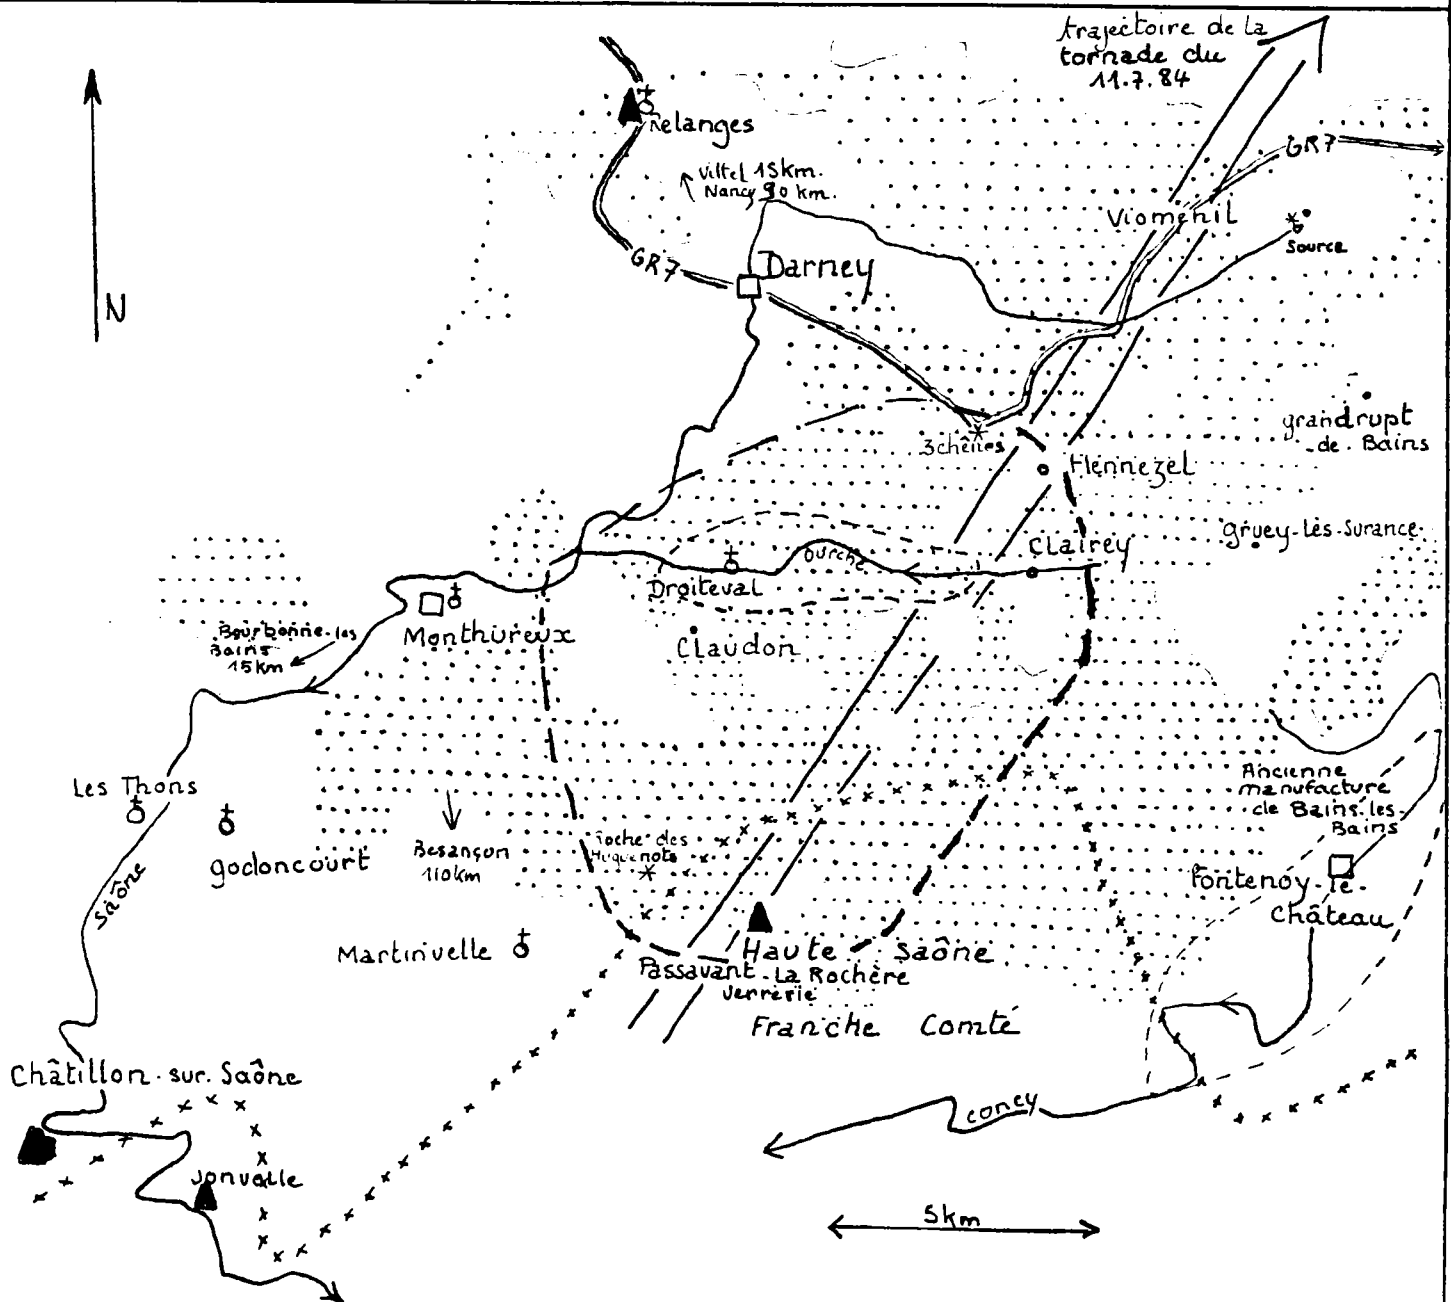 trajectoire de la
tornade du
11.7.84
Relanges
Vittel 15km.
Nancy 90 km.
GR7
Viomenil
Source
N
GR7
Darney
grandrupt
de. Bains
3chênes
Hennezel
gruey-lès-Surance
Clairey
Ourche
Droiteval
Monthureux
Claudon
Bourbonne-les
Bains
15km
Les Thons
Ancienne
manufacture
de Bains-les-
Bains
Besançon
110km
Roche des
Huguenots
godoncourt
Saône
Fontenoy-le-
Château
Martinvelle
Haute Saône
Passavant-La Rochère
Verrerie
Franche Comté
Châtillon-sur-Saône
coney
Jonvelle
5km